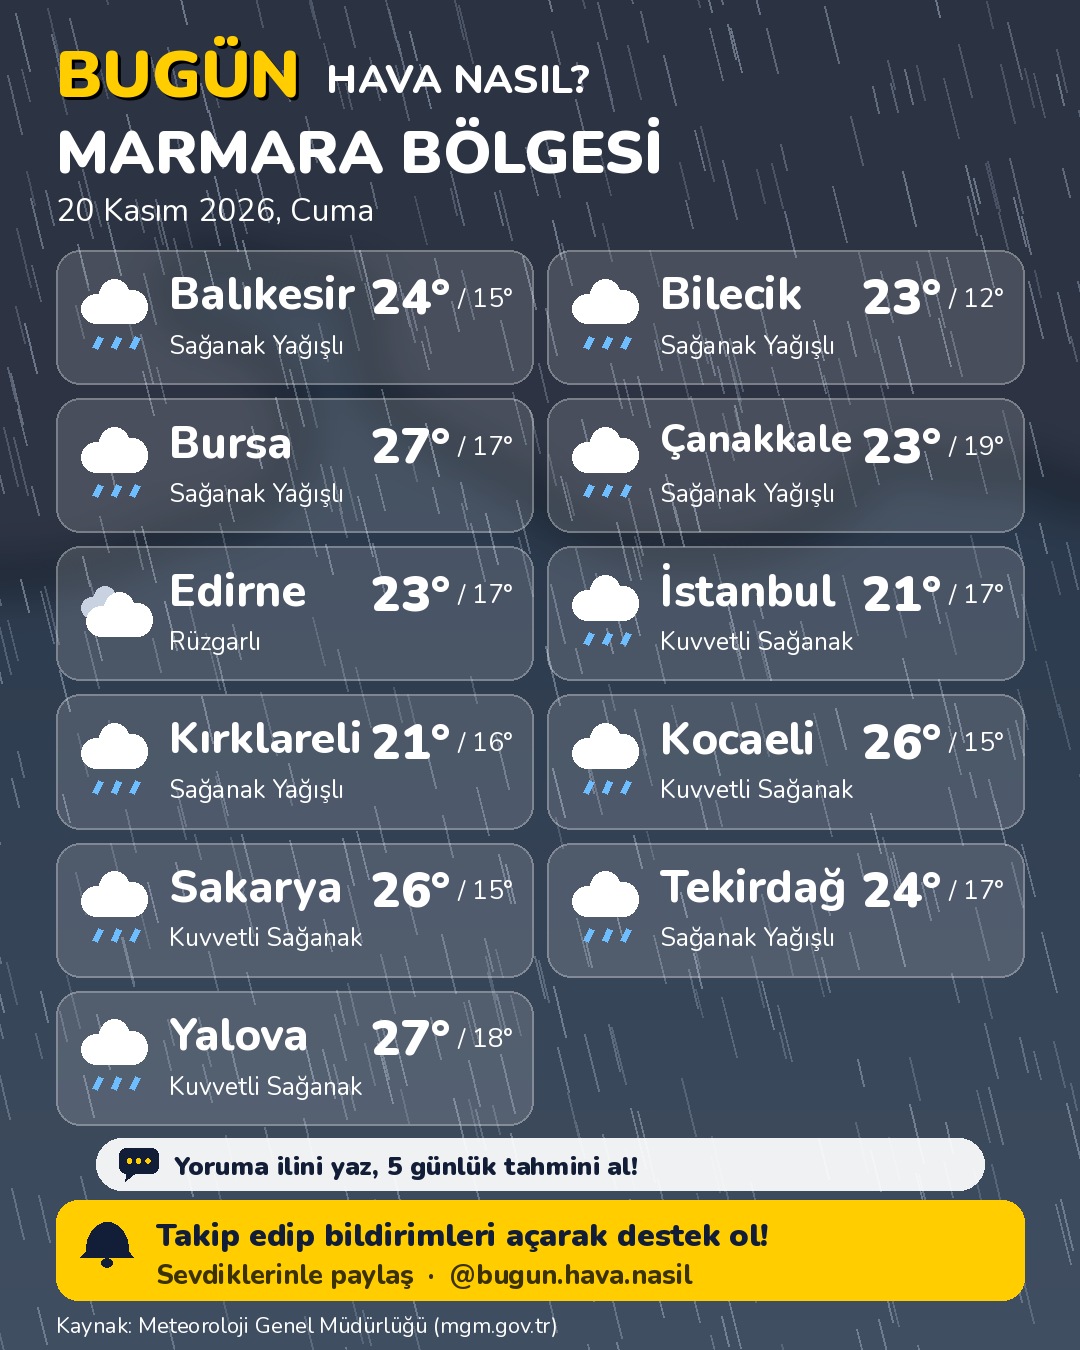 BUGÜN HAVA NASIL?
MARMARA BÖLGESİ
20 Kasım 2026, Cuma
Balıkesir 24° / 15°
Sağanak Yağışlı
Bilecik 23° / 12°
Sağanak Yağışlı
Bursa 27° / 17°
Sağanak Yağışlı
Çanakkale 23° / 19°
Sağanak Yağışlı
Edirne 23° / 17°
Rüzgarlı
İstanbul 21° / 17°
Kuvvetli Sağanak
Kırklareli 21° / 16°
Sağanak Yağışlı
Kocaeli 26° / 15°
Kuvvetli Sağanak
Sakarya 26° / 15°
Kuvvetli Sağanak
Tekirdağ 24° / 17°
Sağanak Yağışlı
Yalova 27° / 18°
Kuvvetli Sağanak
Yoruma ilini yaz, 5 günlük tahmini al!
Takip edip bildirimleri açarak destek ol!
Sevdiklerinle paylaş · @bugun.hava.nasil
Kaynak: Meteoroloji Genel Müdürlüğü (mgm.gov.tr)